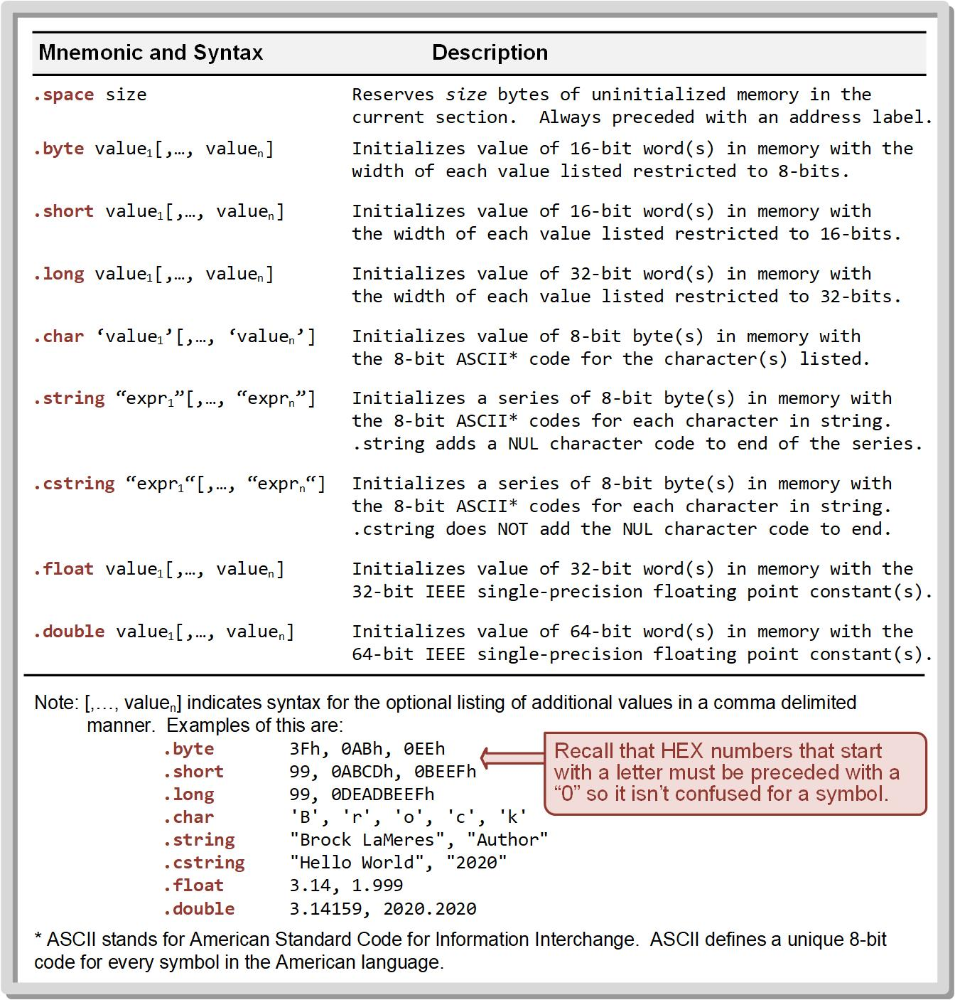 Mnemonic and Syntax Description
.space size Reserves size bytes of uninitialized memory in the
current section. Always preceded with an address label.
.byte value1[,…, valuen] Initializes value of 16-bit word(s) in memory with the
width of each value listed restricted to 8-bits.
.short value1[,…, valuen] Initializes value of 16-bit word(s) in memory with
the width of each value listed restricted to 16-bits.
.long value1[,…, valuen] Initializes value of 32-bit word(s) in memory with
the width of each value listed restricted to 32-bits.
.char ‘value1’[,…, ‘valuen’] Initializes value of 8-bit byte(s) in memory with
the 8-bit ASCII* code for the character(s) listed.
.string “expr1”[,…, “exprn”] Initializes a series of 8-bit byte(s) in memory with
the 8-bit ASCII* codes for each character in string.
.string adds a NUL character code to end of the series.
.cstring “expr1“[,…, “exprn“] Initializes a series of 8-bit byte(s) in memory with
the 8-bit ASCII* codes for each character in string.
.cstring does NOT add the NUL character code to end.
.float value1[,…, valuen] Initializes value of 32-bit word(s) in memory with the
32-bit IEEE single-precision floating point constant(s).
.double value1[,…, valuen] Initializes value of 64-bit word(s) in memory with the
64-bit IEEE single-precision floating point constant(s).
Note: [,…, valuen] indicates syntax for the optional listing of additional values in a comma delimited
manner. Examples of this are:
.byte 3Fh, 0ABh, 0EEh
.short 99, 0ABCDh, 0BEEFh
.long 99, 0DEADBEEFh
.char 'B', 'r', 'o', 'c', 'k'
.string "Brock LaMeres", "Author"
.cstring "Hello World", "2020"
.float 3.14, 1.999
.double 3.14159, 2020.2020
Recall that HEX numbers that start
with a letter must be preceded with a
“0” so it isn’t confused for a symbol.
* ASCII stands for American Standard Code for Information Interchange. ASCII defines a unique 8-bit
code for every symbol in the American language.